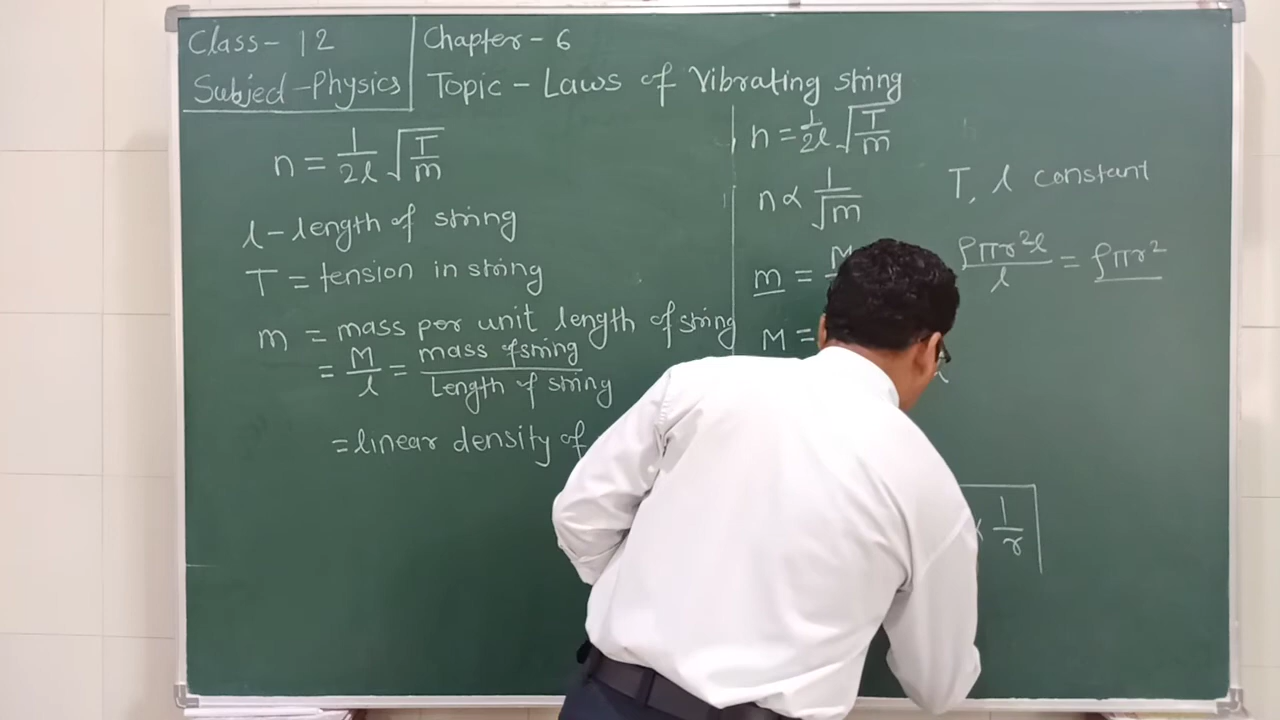 Class - 12
Subject - Physics
Chapter - 6
Topic - Laws of Vibrating string
n = 1/2l √T/m
l - length of string
T = tension in string
m = mass per unit length of string
= M/l = mass of string / Length of string
= linear density of
n = 1/2l √T/m
n ∝ 1/√m T, l constant
m = M ρπr²l/l = ρπr²
M =
∝ 1/r